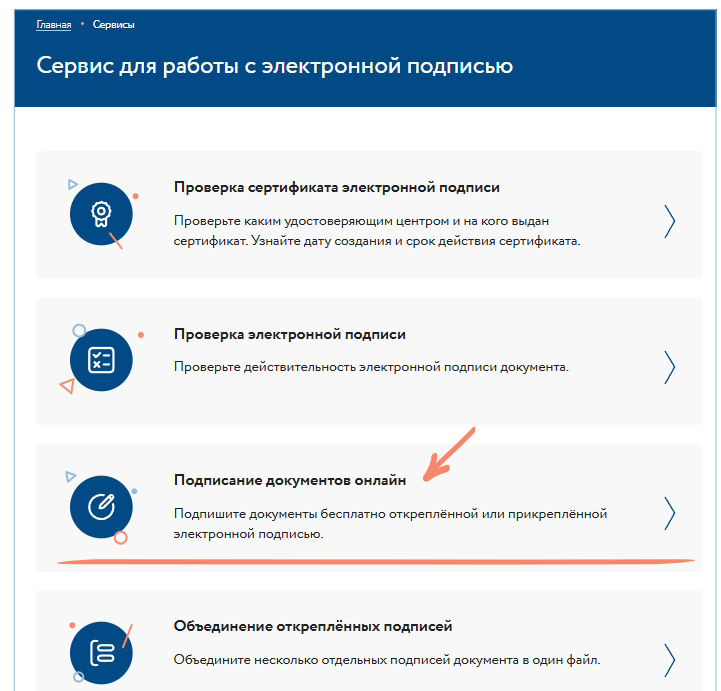 Главная • Сервисы
Сервис для работы с электронной подписью
Проверка сертификата электронной подписи
Проверьте каким удостоверяющим центром и на кого выдан
сертификат. Узнайте дату создания и срок действия сертификата.
Проверка электронной подписи
Проверьте действительность электронной подписи документа.
Подписание документов онлайн
Подпишите документы бесплатно откреплённой или прикреплённой
электронной подписью.
Объединение откреплённых подписей
Объедините несколько отдельных подписей документа в один файл.